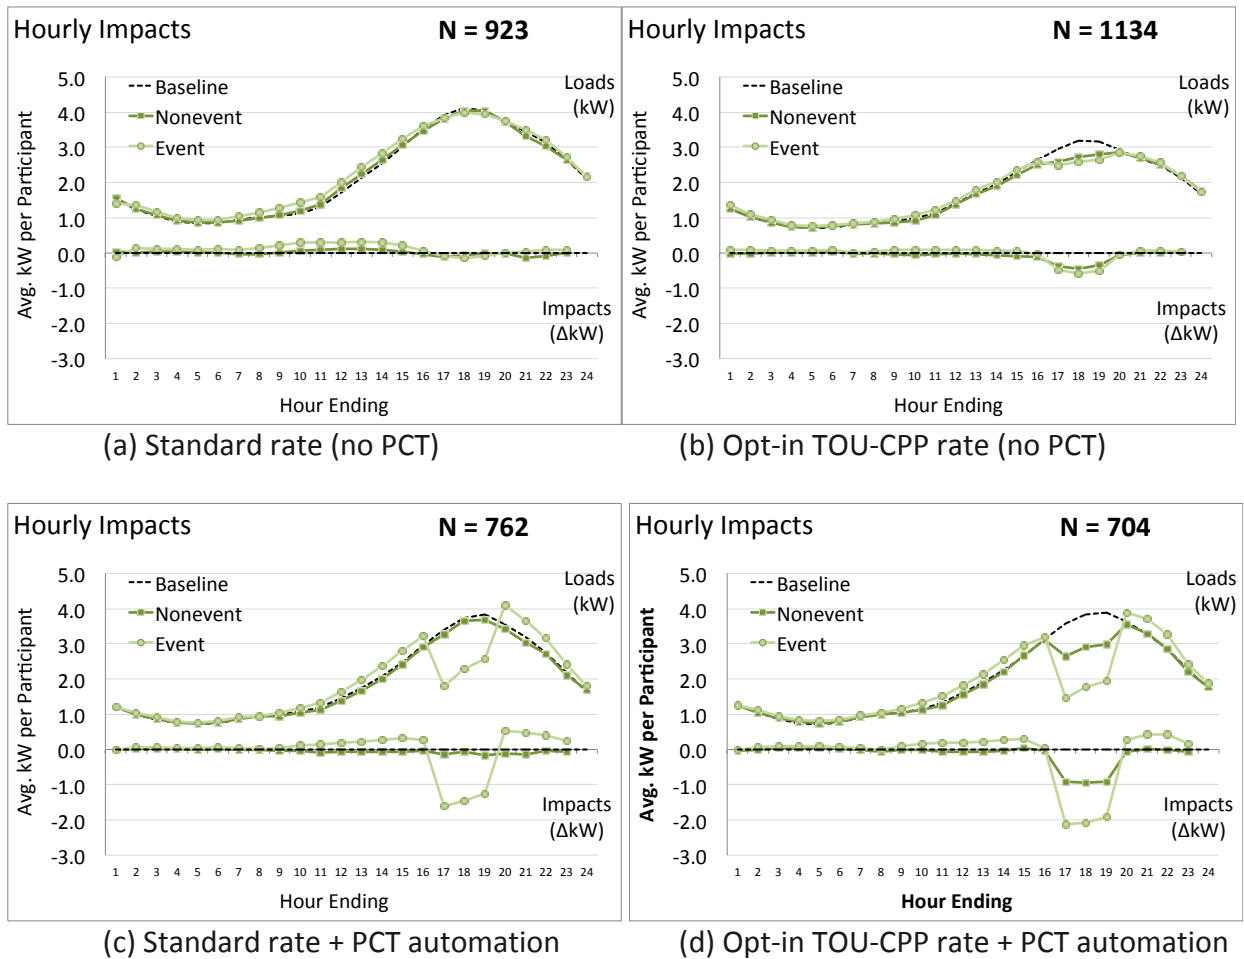 Hourly Impacts
N = 923
5.0
4.0
3.0
2.0
1.0
0.0
-1.0
-2.0
-3.0
Avg. kW per Participant
Baseline
Nonevent
Event
Loads
(kW)
Impacts
(ΔkW)
1 2 3 4 5 6 7 8 9 10 11 12 13 14 15 16 17 18 19 20 21 22 23 24
Hour Ending
(a) Standard rate (no PCT)
Hourly Impacts
N = 1134
5.0
4.0
3.0
2.0
1.0
0.0
-1.0
-2.0
-3.0
Avg. kW per Participant
Baseline
Nonevent
Event
Loads
(kW)
Impacts
(ΔkW)
1 2 3 4 5 6 7 8 9 10 11 12 13 14 15 16 17 18 19 20 21 22 23 24
Hour Ending
(b) Opt-in TOU-CPP rate (no PCT)
Hourly Impacts
N = 762
5.0
4.0
3.0
2.0
1.0
0.0
-1.0
-2.0
-3.0
Avg. kW per Participant
Baseline
Nonevent
Event
Loads
(kW)
Impacts
(ΔkW)
1 2 3 4 5 6 7 8 9 10 11 12 13 14 15 16 17 18 19 20 21 22 23 24
Hour Ending
(c) Standard rate + PCT automation
Hourly Impacts
N = 704
5.0
4.0
3.0
2.0
1.0
0.0
-1.0
-2.0
-3.0
Avg. kW per Participant
Baseline
Nonevent
Event
Loads
(kW)
Impacts
(ΔkW)
1 2 3 4 5 6 7 8 9 10 11 12 13 14 15 16 17 18 19 20 21 22 23 24
Hour Ending
(d) Opt-in TOU-CPP rate + PCT automation